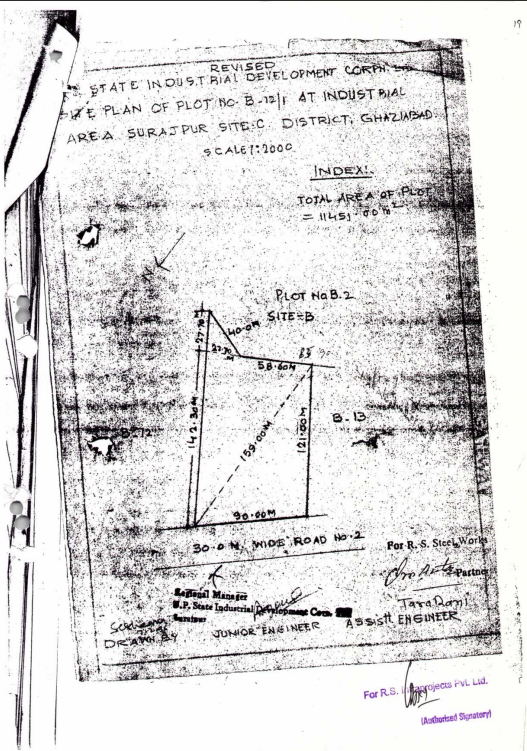 19
REVISED
STATE INDUSTRIAL DEVELOPMENT CORPN.
SITE PLAN OF PLOT NO. B-12/1 AT INDUSTRIAL
AREA SURAJPUR SITE-C DISTRICT, GHAZIABAD
SCALE 1:2000
INDEX:-
TOTAL AREA OF PLOT
= 11451.00 m²
N
PLOT No B.2
SITE=B
40.0M
27.70 M
58.60M
142.30M
159.00M
121.00M
B-12
B-13
90.00M
30.0 M. WIDE ROAD NO.2
For R. S. Steel Works
Partner
Regional Manager
U.P. State Industrial Development Corp.
Surajpur
Tara Ram
DRAWN BY
JUNIOR ENGINEER
ASSISTT. ENGINEER
For R.S. Infraprojects Pvt. Ltd.
(Authorised Signatory)